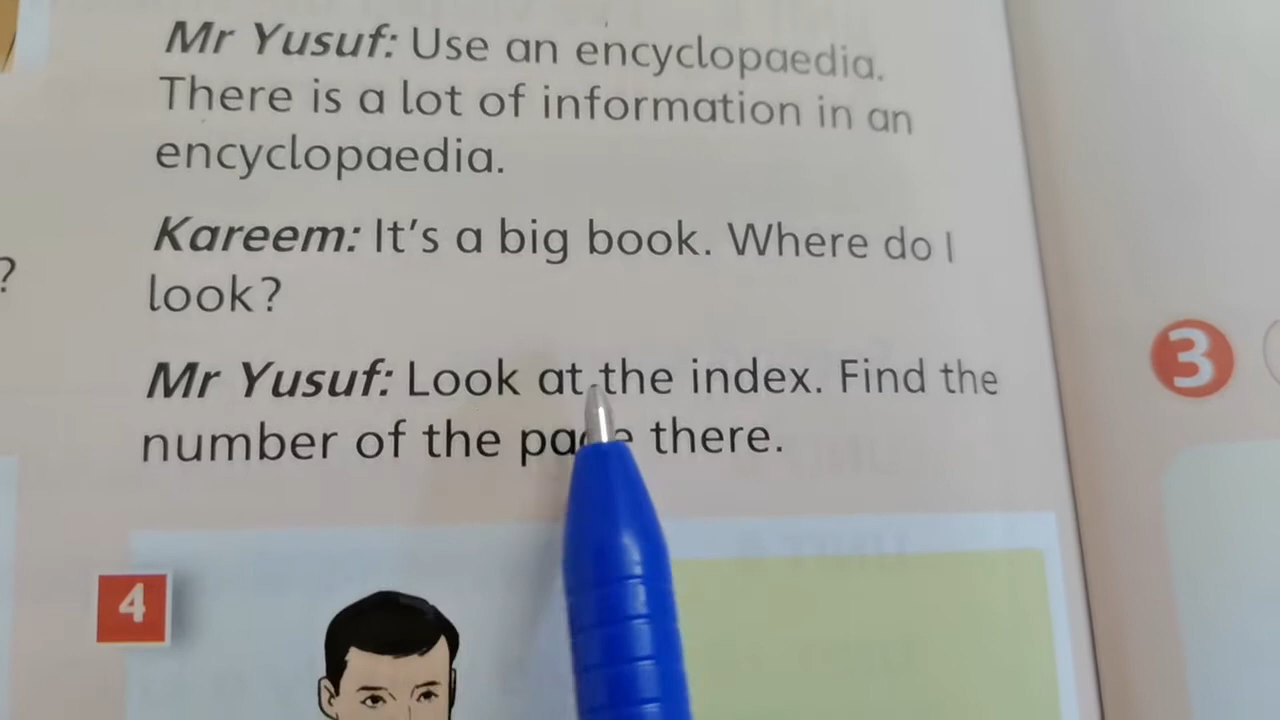 Mr Yusuf: Use an encyclopaedia.
There is a lot of information in an
encyclopaedia.
Kareem: It's a big book. Where do I
look?
?
Mr Yusuf: Look at the index. Find the
number of the page there.
3
4